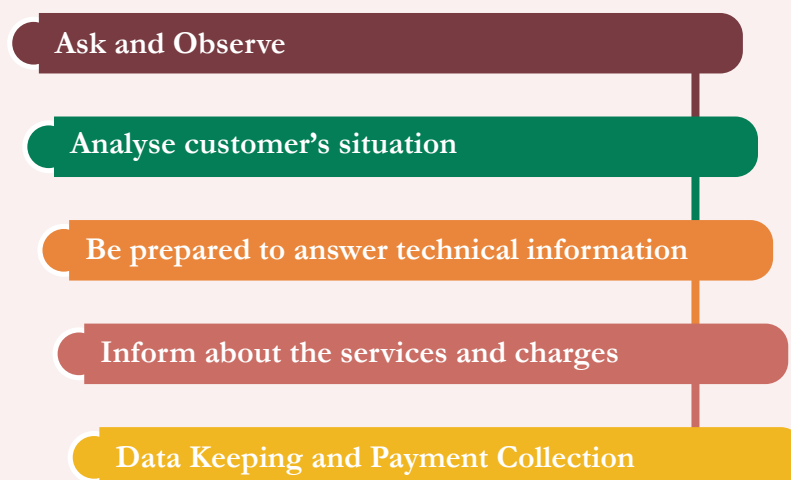 Ask and Observe
Analyse customer’s situation
Be prepared to answer technical information
Inform about the services and charges
Data Keeping and Payment Collection